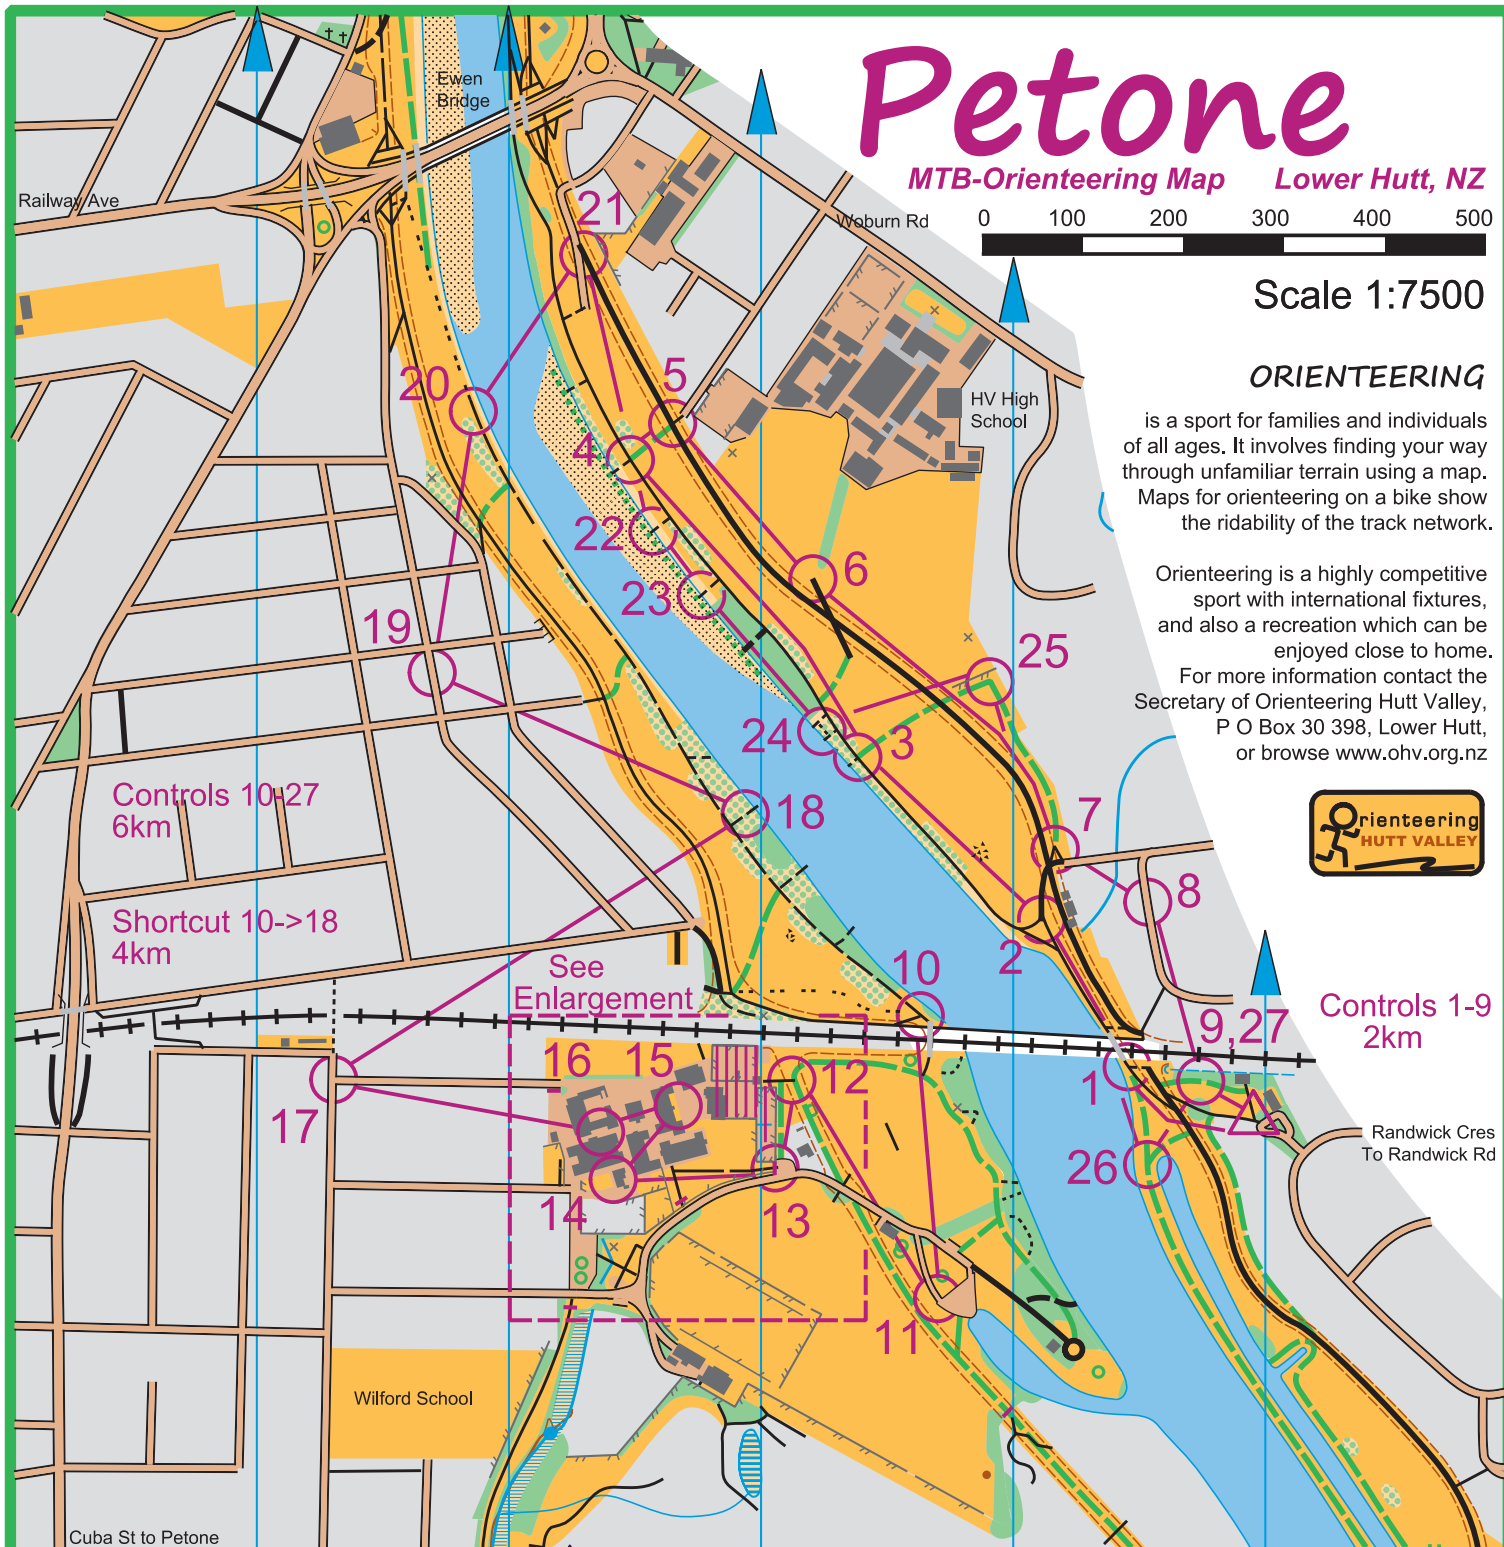 Petone
MTB-Orienteering Map
Lower Hutt, NZ
0 100 200 300 400 500
Scale 1:7500
ORIENTEERING
is a sport for families and individuals
of all ages. It involves finding your way
through unfamiliar terrain using a map.
Maps for orienteering on a bike show
the ridability of the track network.
Orienteering is a highly competitive
sport with international fixtures,
and also a recreation which can be
enjoyed close to home.
For more information contact the
Secretary of Orienteering Hutt Valley,
P O Box 30 398, Lower Hutt,
or browse www.ohv.org.nz
Orienteering
HUTT VALLEY
Ewen
Bridge
Railway Ave
Woburn Rd
HV High
School
21
20
5
4
22
23
6
19
25
24
3
18
7
8
2
10
Controls 10-27
6km
Shortcut 10->18
4km
See
Enlargement
Controls 1-9
2km
9,27
16
15
12
1
17
26
14
13
11
Randwick Cres
To Randwick Rd
Wilford School
Cuba St to Petone